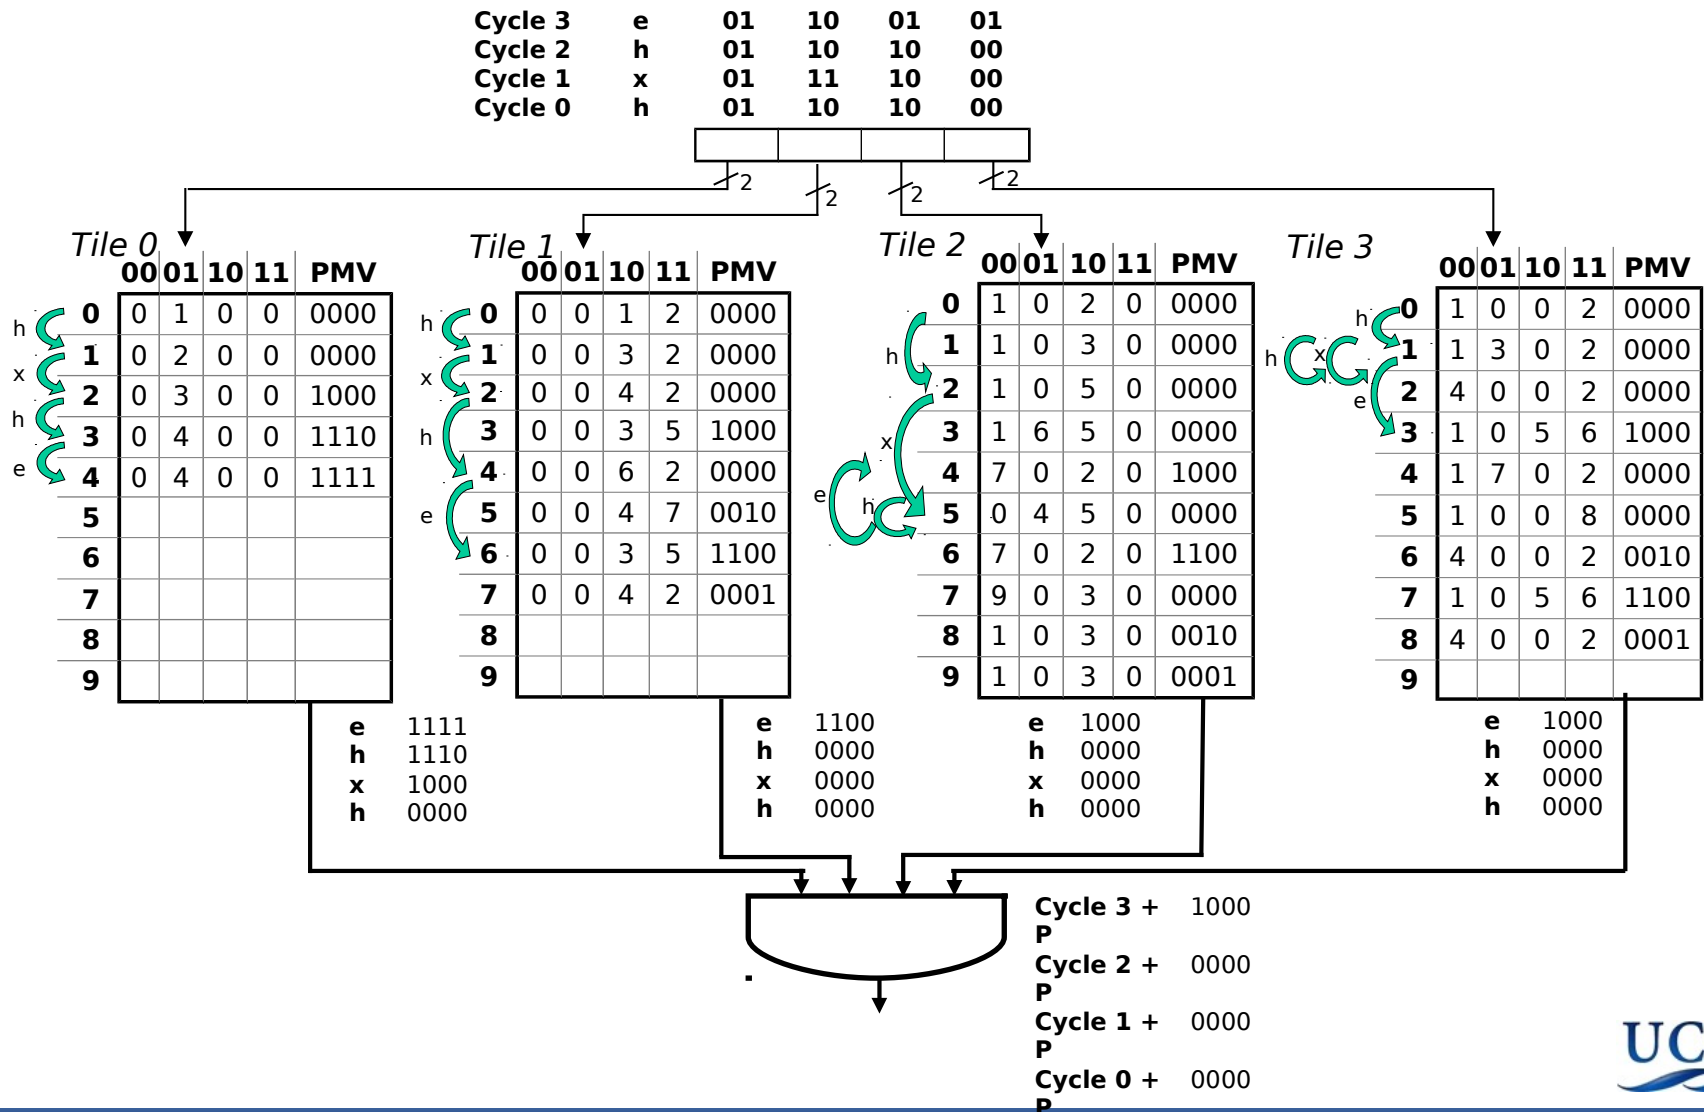 Cycle 3 e 01 10 01 01
Cycle 2 h 01 10 10 00
Cycle 1 x 01 11 10 00
Cycle 0 h 01 10 10 00
2 2 2 2
Tile 0
00 01 10 11 PMV
0 0 1 0 0 0000
1 0 2 0 0 0000
2 0 3 0 0 1000
3 0 4 0 0 1110
4 0 4 0 0 1111
5
6
7
8
9
h
x
h
e
Tile 1
00 01 10 11 PMV
0 0 0 1 2 0000
1 0 0 3 2 0000
2 0 0 4 2 0000
3 0 0 3 5 1000
4 0 0 6 2 0000
5 0 0 4 7 0010
6 0 0 3 5 1100
7 0 0 4 2 0001
8
9
h
x
h
e
Tile 2
00 01 10 11 PMV
0 1 0 2 0 0000
1 1 0 3 0 0000
2 1 0 5 0 0000
3 1 6 5 0 0000
4 7 0 2 0 1000
5 0 4 5 0 0000
6 7 0 2 0 1100
7 9 0 3 0 0000
8 1 0 3 0 0010
9 1 0 3 0 0001
h
x
e
h
Tile 3
00 01 10 11 PMV
0 1 0 0 2 0000
1 1 3 0 2 0000
2 4 0 0 2 0000
3 1 0 5 6 1000
4 1 7 0 2 0000
5 1 0 0 8 0000
6 4 0 0 2 0010
7 1 0 5 6 1100
8 4 0 0 2 0001
9
h
h x
e
e 1111
h 1110
x 1000
h 0000
e 1100
h 0000
x 0000
h 0000
e 1000
h 0000
x 0000
h 0000
e 1000
h 0000
x 0000
h 0000
Cycle 3 + 1000
P
Cycle 2 + 0000
P
Cycle 1 + 0000
P
Cycle 0 + 0000
P
UC